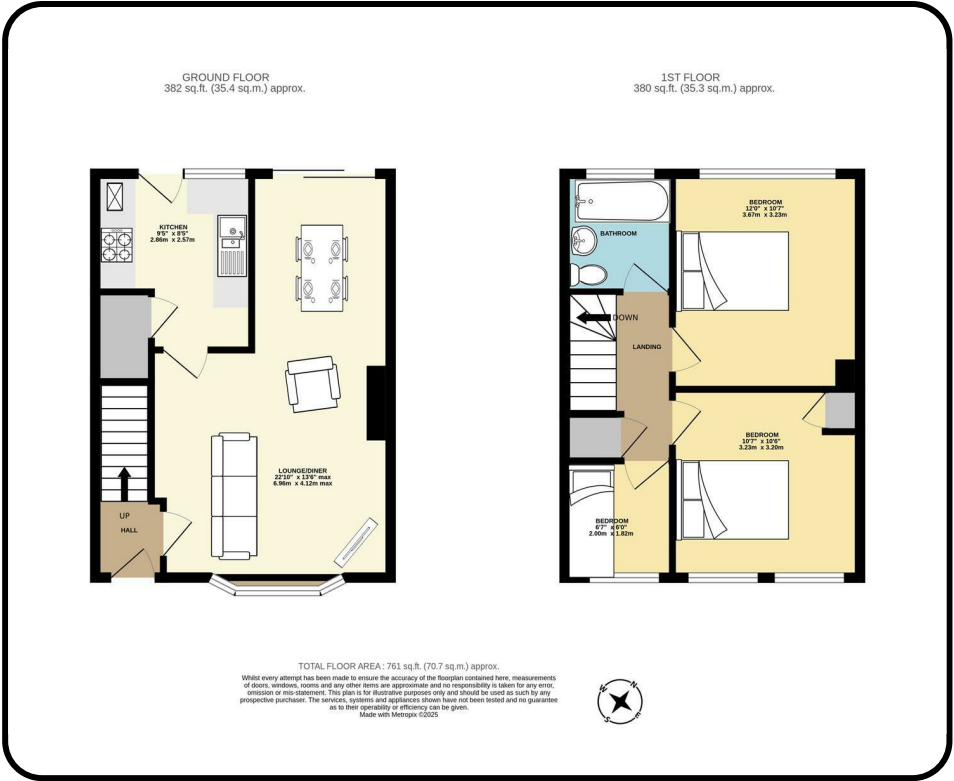 GROUND FLOOR
382 sq.ft. (35.4 sq.m.) approx.
1ST FLOOR
380 sq.ft. (35.3 sq.m.) approx.
KITCHEN
9'5" x 8'5"
2.86m x 2.57m
LOUNGE/DINER
22'10" x 13'6" max
6.96m x 4.12m max
UP
HALL
BATHROOM
BEDROOM
12'0" x 10'7"
3.67m x 3.23m
DOWN
LANDING
BEDROOM
10'7" x 10'6"
3.23m x 3.20m
BEDROOM
6'7" x 6'0"
2.00m x 1.82m
TOTAL FLOOR AREA : 761 sq.ft. (70.7 sq.m.) approx.
Whilst every attempt has been made to ensure the accuracy of the floorplan contained here, measurements
of doors, windows, rooms and any other items are approximate and no responsibility is taken for any error,
omission or mis-statement. This plan is for illustrative purposes only and should be used as such by any
prospective purchaser. The services, systems and appliances shown have not been tested and no guarantee
as to their operability or efficiency can be given.
Made with Metropix ©2025
N
W
E
S